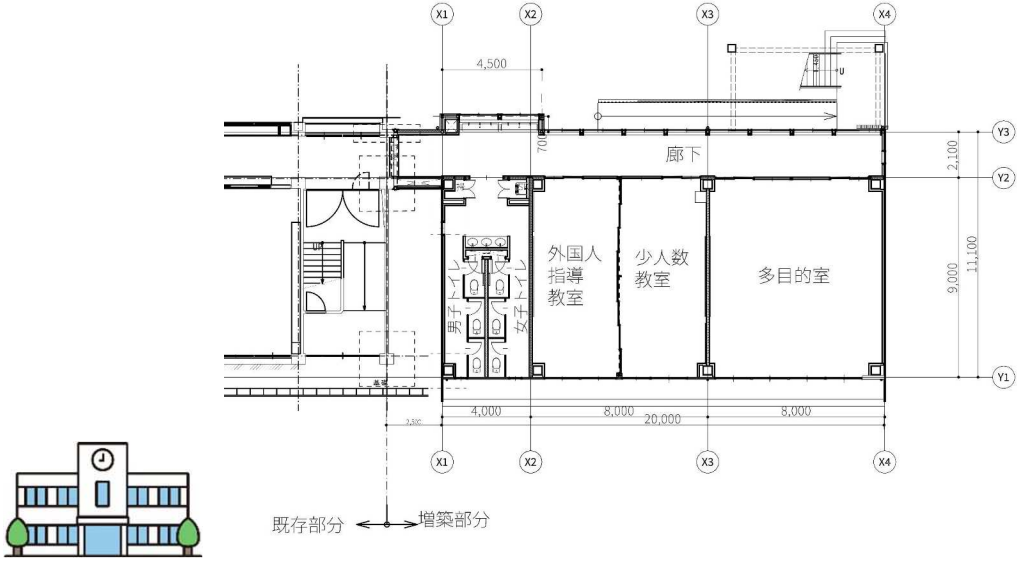 X1
X2
X3
X4
4,500
U
Y3
廊下
700
2,100
Y2
UP
外国人
指導
教室
少人数
教室
多目的室
男子トイレ
女子トイレ
9,000
11,100
Y1
4,000
8,000
8,000
20,000
X1
X2
X3
X4
既存部分
増築部分